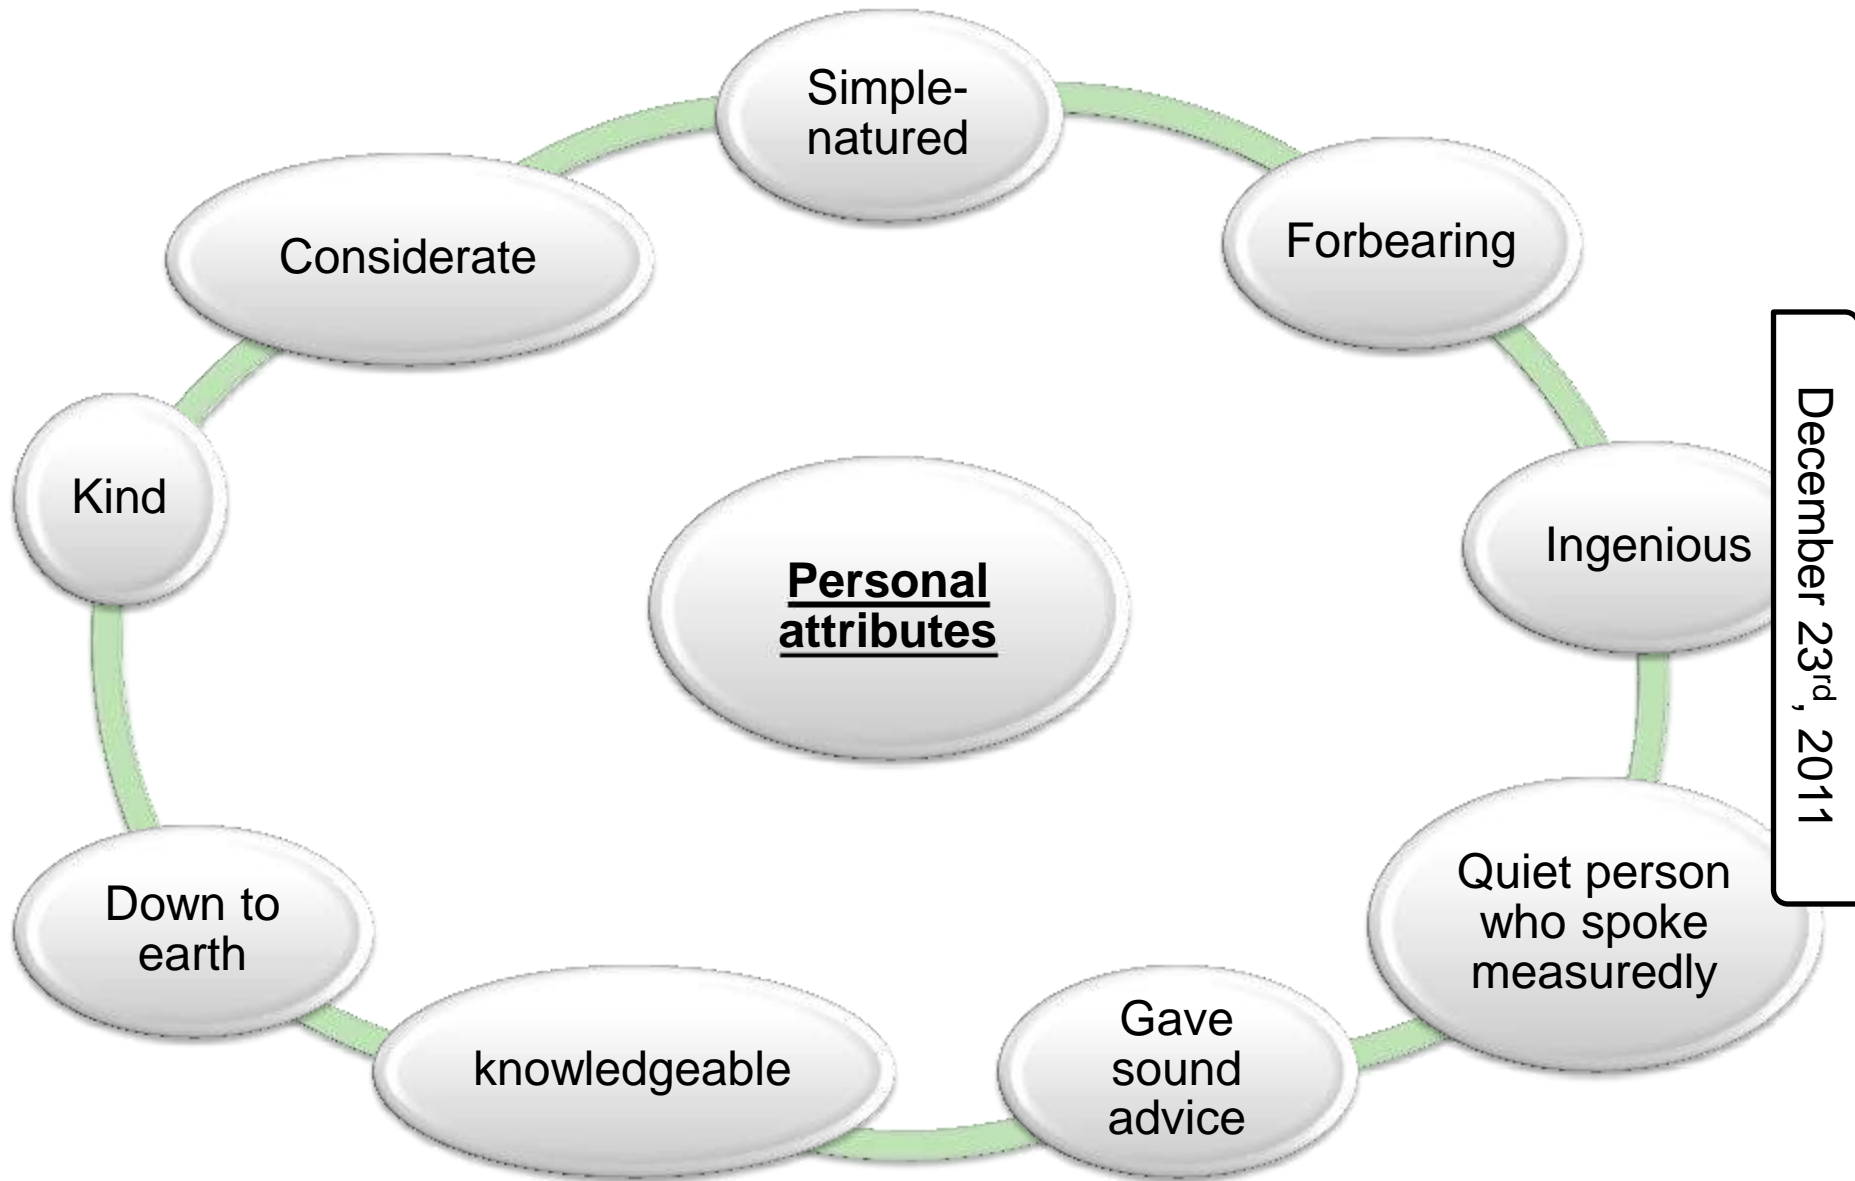 Simple-
natured
Forbearing
Considerate
Ingenious
Kind
Personal
attributes
Quiet person
who spoke
measuredly
Gave
sound
advice
knowledgeable
Down to
earth
December 23rd, 2011